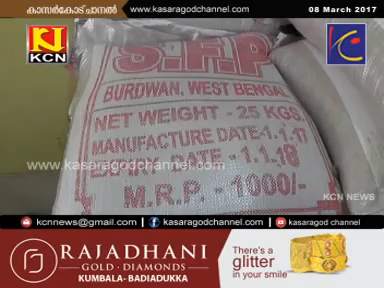 കാസർകോട് ചാനൽ
www.kasaragodchannel.com
08 March 2017
KCN
S.F.P
BURDWAN, WEST BENGAL
NET WEIGHT - 25 KGS.
MANUFACTURE DATE-1.1.17
DATE - 1.1.18
www.kasaragodchannel.com
M.R.P. - 1000/-
KCN NEWS
kcnnews@gmail.com | kasaragodchannel.com | kasaragod channel
RAJADHANI
GOLD · DIAMONDS
KUMBALA - BADIADUKKA
There's a
glitter
in your smile